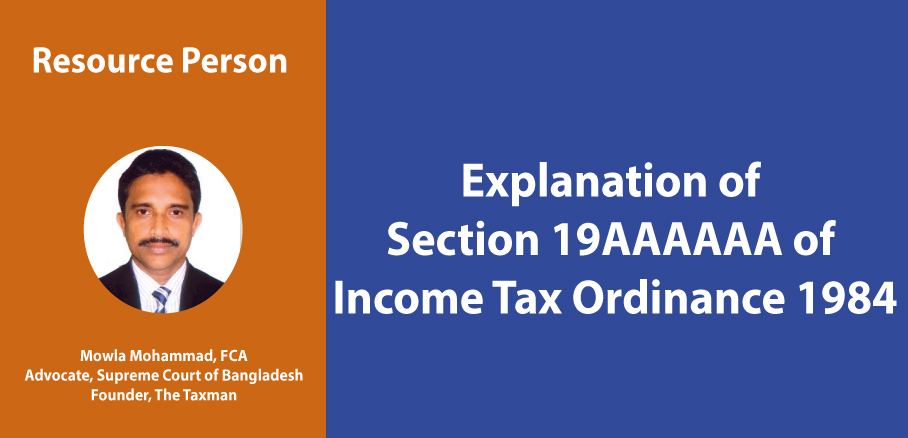 Resource Person
Mowla Mohammad, FCA
Advocate, Supreme Court of Bangladesh
Founder, The Taxman
Explanation of
Section 19AAAAAA of
Income Tax Ordinance 1984